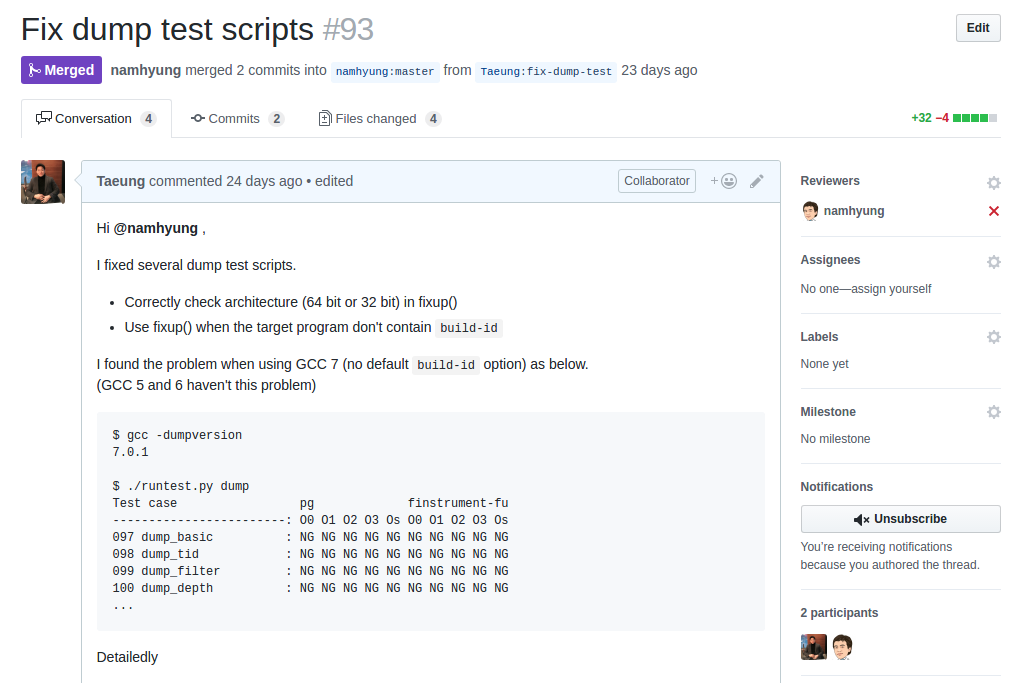 Fix dump test scripts #93
Edit
Merged namhyung merged 2 commits into namhyung:master from Taeung:fix-dump-test 23 days ago
Conversation 4 Commits 2 Files changed 4
+32 −4
Taeung commented 24 days ago • edited
Collaborator
+
Hi @namhyung ,
I fixed several dump test scripts.
• Correctly check architecture (64 bit or 32 bit) in fixup()
• Use fixup() when the target program don't contain build-id
I found the problem when using GCC 7 (no default build-id option) as below.
(GCC 5 and 6 haven't this problem)
$ gcc -dumpversion
7.0.1
$ ./runtest.py dump
Test case                 pg             finstrument-fu
------------------------: O0 O1 O2 O3 Os O0 O1 O2 O3 Os
097 dump_basic          : NG NG NG NG NG NG NG NG NG NG
098 dump_tid            : NG NG NG NG NG NG NG NG NG NG
099 dump_filter         : NG NG NG NG NG NG NG NG NG NG
100 dump_depth          : NG NG NG NG NG NG NG NG NG NG
...
Detailedly
Reviewers
namhyung
Assignees
No one—assign yourself
Labels
None yet
Milestone
No milestone
Notifications
Unsubscribe
You're receiving notifications
because you authored the thread.
2 participants